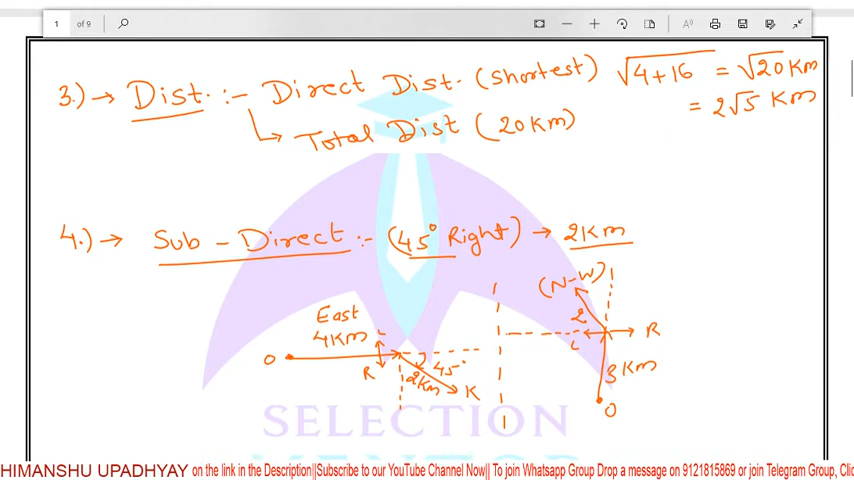 1 of 9
3.) → Dist. :- Direct Dist. (shortest) √4+16 = √20 Km
= 2√5 Km
↳ Total Dist (20Km)
4.) → Sub - Direct :- (45° Right) → 2Km
(N-W)
East
4Km
L
2
R
L
O
45°
R
2Km
K
3Km
O
SELECTION
HIMANSHU UPADHYAY on the link in the Description||Subscribe to our YouTube Channel Now|| To join Whatsapp Group Drop a message on 9121815869 or join Telegram Group, Clic